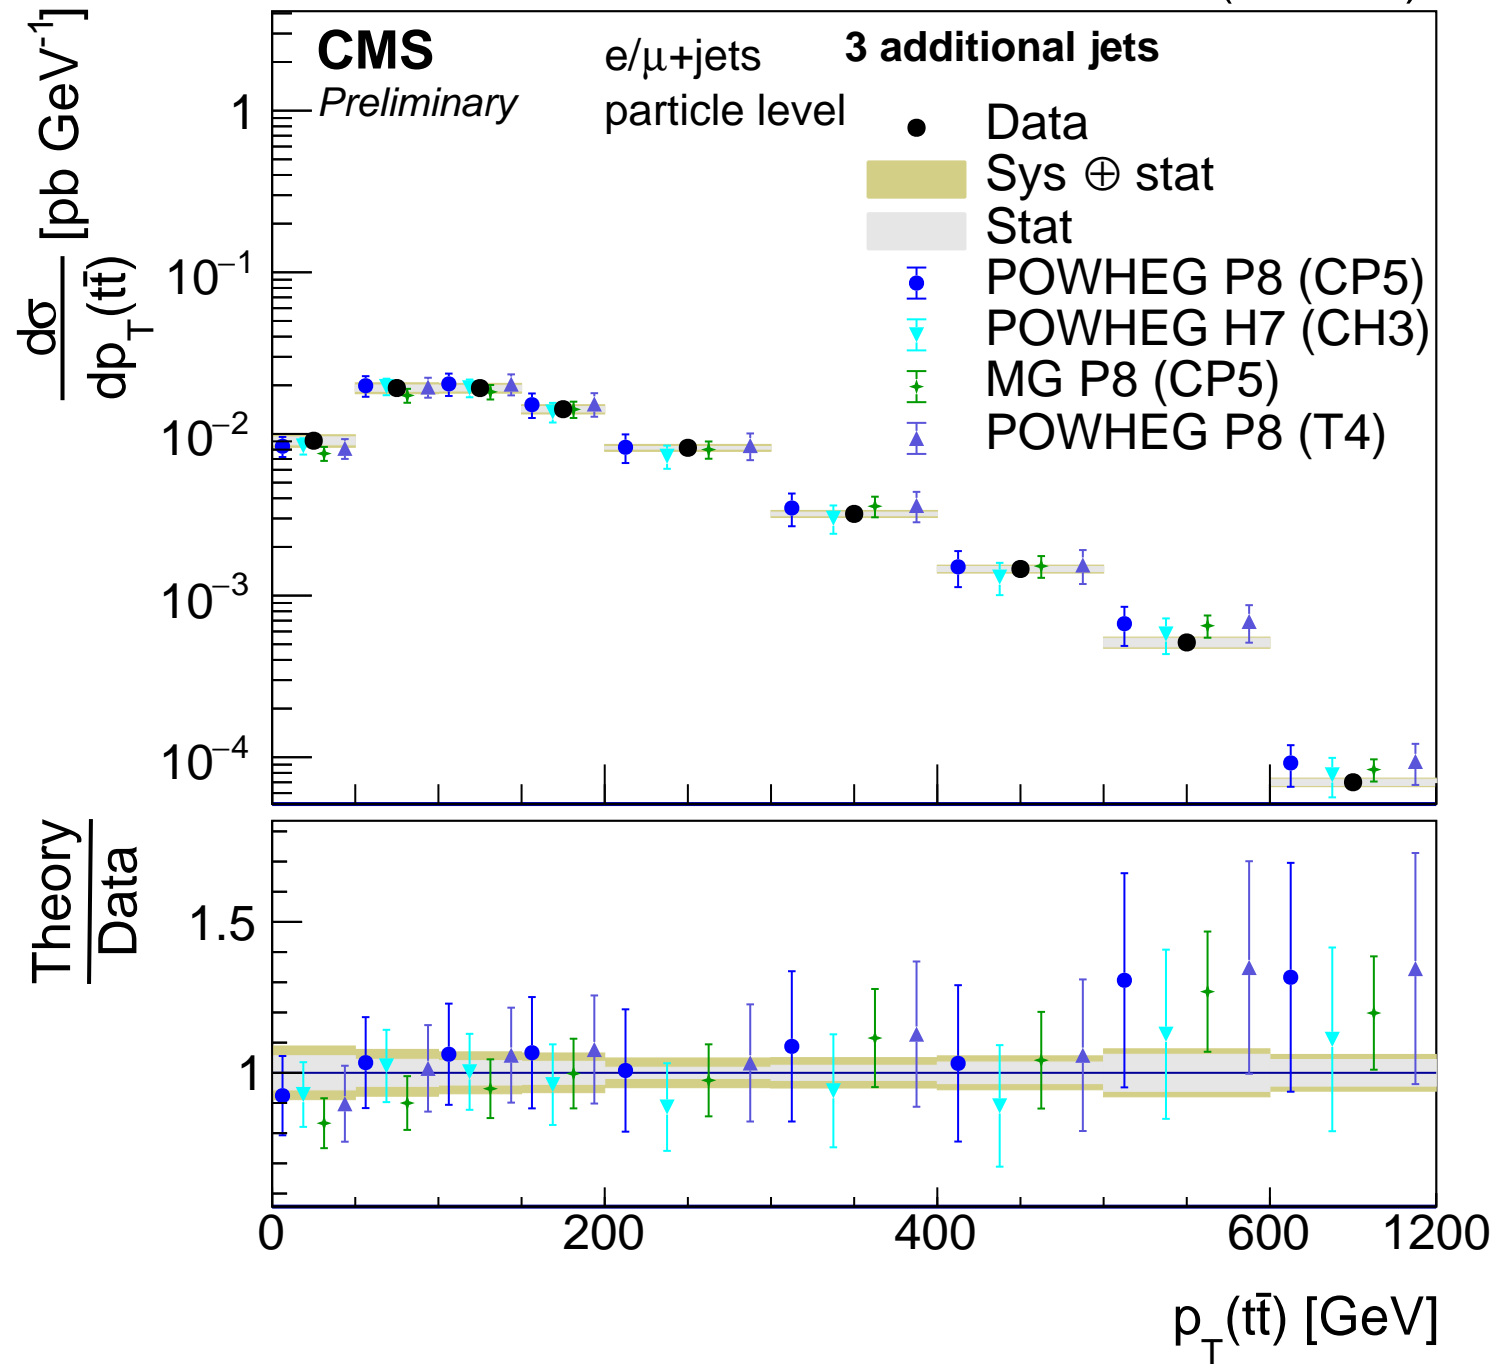 CMS
Preliminary
e/μ+jets
particle level
3 additional jets
Data
Sys ⊕ stat
Stat
POWHEG P8 (CP5)
POWHEG H7 (CH3)
MG P8 (CP5)
POWHEG P8 (T4)
dσ
dp_T(tt̄)
[pb GeV⁻¹]
1
10⁻¹
10⁻²
10⁻³
10⁻⁴
Theory
Data
1.5
1
0
200
400
600
1200
p_T(tt̄) [GeV]